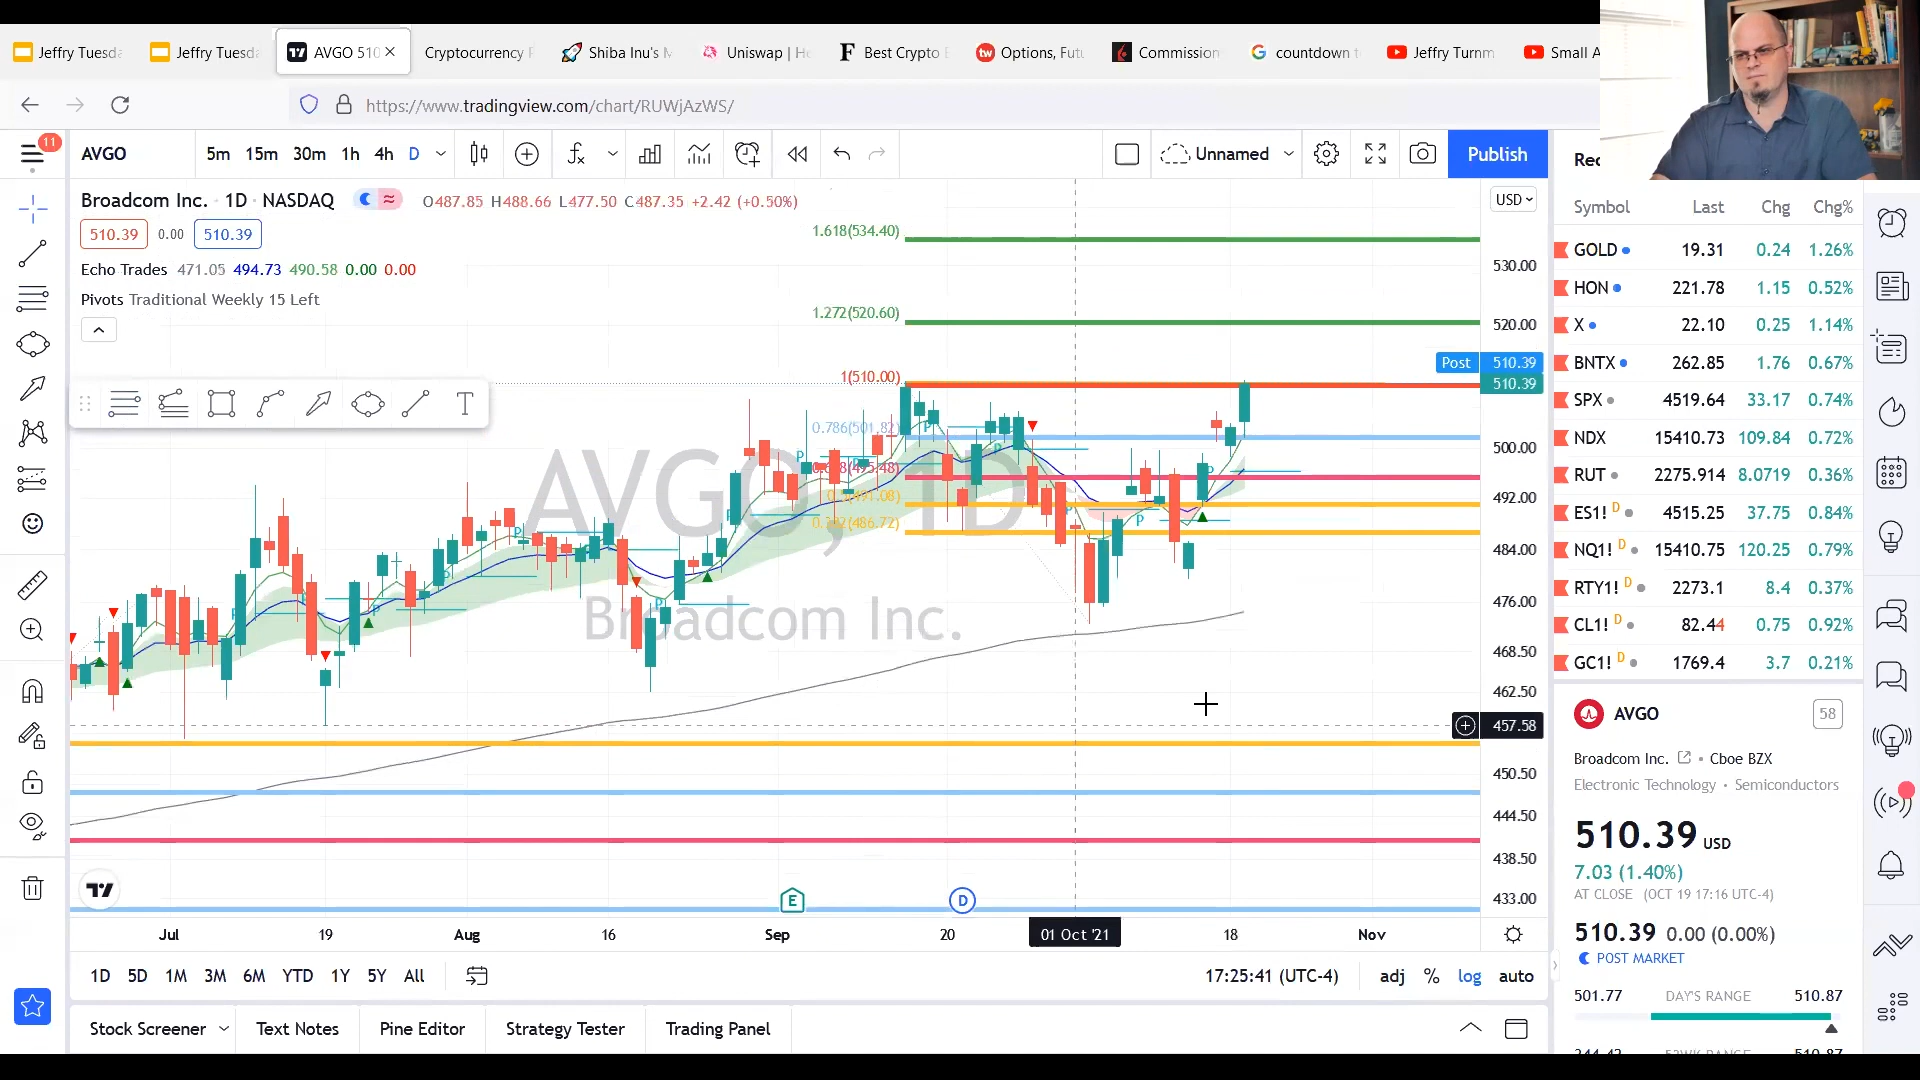 Jeffry Tuesda
Jeffry Tuesda
AVGO 510
Cryptocurrency P
Shiba Inu's M
Uniswap | Ho
Best Crypto E
Options, Futu
Commission
countdown t
Jeffry Turnm
Small A
https://www.tradingview.com/chart/RUWjAzWS/
11
AVGO 5m 15m 30m 1h 4h D
Unnamed
Publish
Broadcom Inc. · 1D · NASDAQ O487.85 H488.66 L477.50 C487.35 +2.42 (+0.50%)
510.39 0.00 510.39
Echo Trades 471.05 494.73 490.58 0.00 0.00
Pivots Traditional Weekly 15 Left
USD
1.618(534.40)
1.272(520.60)
1(510.00)
0.786(501.82)
AVGO, 1D
Broadcom Inc.
530.00
520.00
Post 510.39
510.39
500.00
492.00
484.00
476.00
468.50
462.50
457.58
450.50
444.50
438.50
433.00
E
D
Jul 19 Aug 16 Sep 20 01 Oct '21 18 Nov
1D 5D 1M 3M 6M YTD 1Y 5Y All
17:25:41 (UTC-4) adj % log auto
Stock Screener Text Notes Pine Editor Strategy Tester Trading Panel
Symbol Last Chg Chg%
GOLD 19.31 0.24 1.26%
HON 221.78 1.15 0.52%
X 22.10 0.25 1.14%
BNTX 262.85 1.76 0.67%
SPX 4519.64 33.17 0.74%
NDX 15410.73 109.84 0.72%
RUT 2275.914 8.0719 0.36%
ES1! D 4515.25 37.75 0.84%
NQ1! D 15410.75 120.25 0.79%
RTY1! D 2273.1 8.4 0.37%
CL1! D 82.44 0.75 0.92%
GC1! D 1769.4 3.7 0.21%
AVGO 58
Broadcom Inc. • Cboe BZX
Electronic Technology • Semiconductors
510.39 USD
7.03 (1.40%)
AT CLOSE (OCT 19 17:16 UTC-4)
510.39 0.00 (0.00%)
POST MARKET
501.77 DAY'S RANGE 510.87